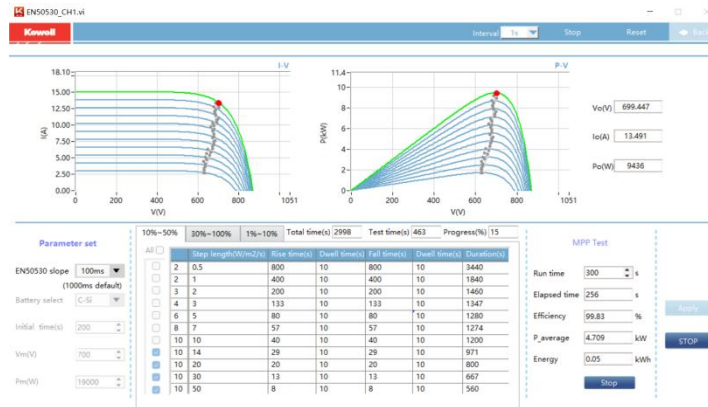 EN50530_CH1.vi
Kewell
Interval 1s Stop Reset Back
I-V
18.10
15.00
12.50
10.00
7.50
5.00
2.50
0.00
I(A)
0 200 400 600 800 1051
V(V)
P-V
11.4
10
8
6
4
2
0
P(kW)
0 200 400 600 800 1051
V(V)
Vo(V) 699.447
Io(A) 13.491
Po(W) 9436
Parameter set
EN50530 slope 100ms
(1000ms default)
Battery select C-Si
Initial time(s) 200
Vm(V) 700
Pm(W) 19000
10%~50% 30%~100% 1%~10% Total time(s) 2998 Test time(s) 463 Progress(%) 15
All
Step length(W/m2/s) Rise time(s) Dwell time(s) Fall time(s) Dwell time(s) Duration(s)
2 0.5 800 10 800 10 3440
2 1 400 10 400 10 1840
3 2 200 10 200 10 1460
4 3 133 10 133 10 1347
6 5 80 10 80 10 1280
8 7 57 10 57 10 1274
10 10 40 10 40 10 1200
10 14 29 10 29 10 971
10 20 20 10 20 10 800
10 30 13 10 13 10 667
10 50 8 10 8 10 560
MPP Test
Run time 300 s
Elapsed time 256 s
Efficiency 99.83 %
P_average 4.709 kW
Energy 0.05 kWh
Stop
Apply
STOP